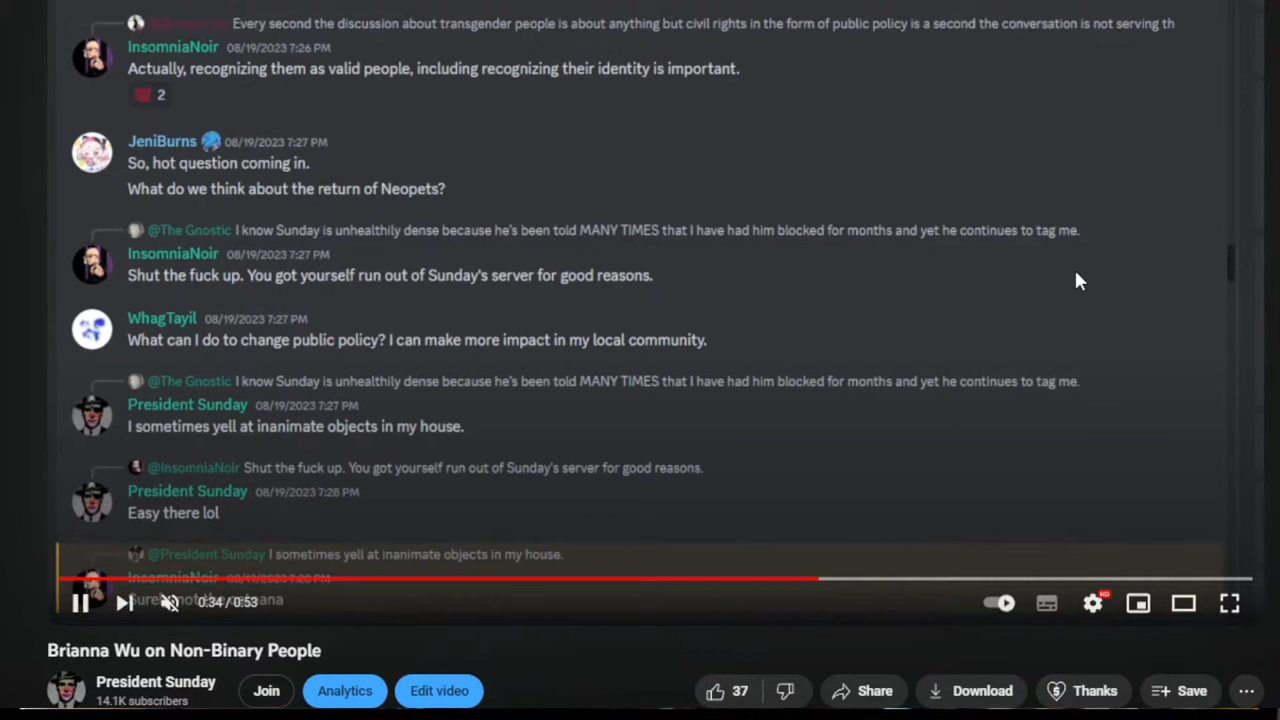 Every second the discussion about transgender people is about anything but civil rights in the form of public policy is a second the conversation is not serving th
InsomniaNoir 08/19/2023 7:26 PM
Actually, recognizing them as valid people, including recognizing their identity is important.
2
JeniBurns 08/19/2023 7:27 PM
So, hot question coming in.
What do we think about the return of Neopets?
@The Gnostic I know Sunday is unhealthily dense because he's been told MANY TIMES that I have had him blocked for months and yet he continues to tag me.
InsomniaNoir 08/19/2023 7:27 PM
Shut the fuck up. You got yourself run out of Sunday's server for good reasons.
WhagTayil 08/19/2023 7:27 PM
What can I do to change public policy? I can make more impact in my local community.
@The Gnostic I know Sunday is unhealthily dense because he's been told MANY TIMES that I have had him blocked for months and yet he continues to tag me.
President Sunday 08/19/2023 7:27 PM
I sometimes yell at inanimate objects in my house.
@InsomniaNoir Shut the fuck up. You got yourself run out of Sunday's server for good reasons.
President Sunday 08/19/2023 7:28 PM
Easy there lol
@President Sunday I sometimes yell at inanimate objects in my house.
InsomniaNoir 08/19/2023 7:28 PM
Surely not the
0:34 / 0:53
HD
Brianna Wu on Non-Binary People
President Sunday
14.1K subscribers
Join
Analytics
Edit video
37
Share
Download
Thanks
Save